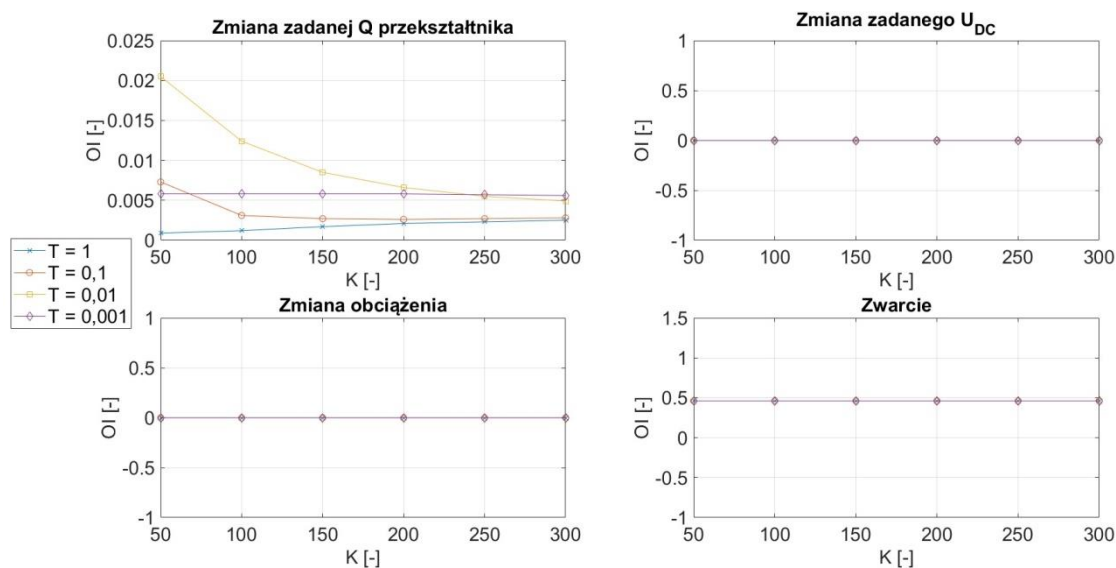 Zmiana zadanej Q przekształtnika
0.025
0.02
0.015
0.01
0.005
0
OI [-]
50 100 150 200 250 300
K [-]
Zmiana zadanego U_DC
1
0.5
0
-0.5
-1
OI [-]
50 100 150 200 250 300
K [-]
T = 1
T = 0,1
T = 0,01
T = 0,001
Zmiana obciążenia
1
0.5
0
-0.5
-1
OI [-]
50 100 150 200 250 300
K [-]
Zwarcie
1.5
1
0.5
0
-0.5
-1
OI [-]
50 100 150 200 250 300
K [-]